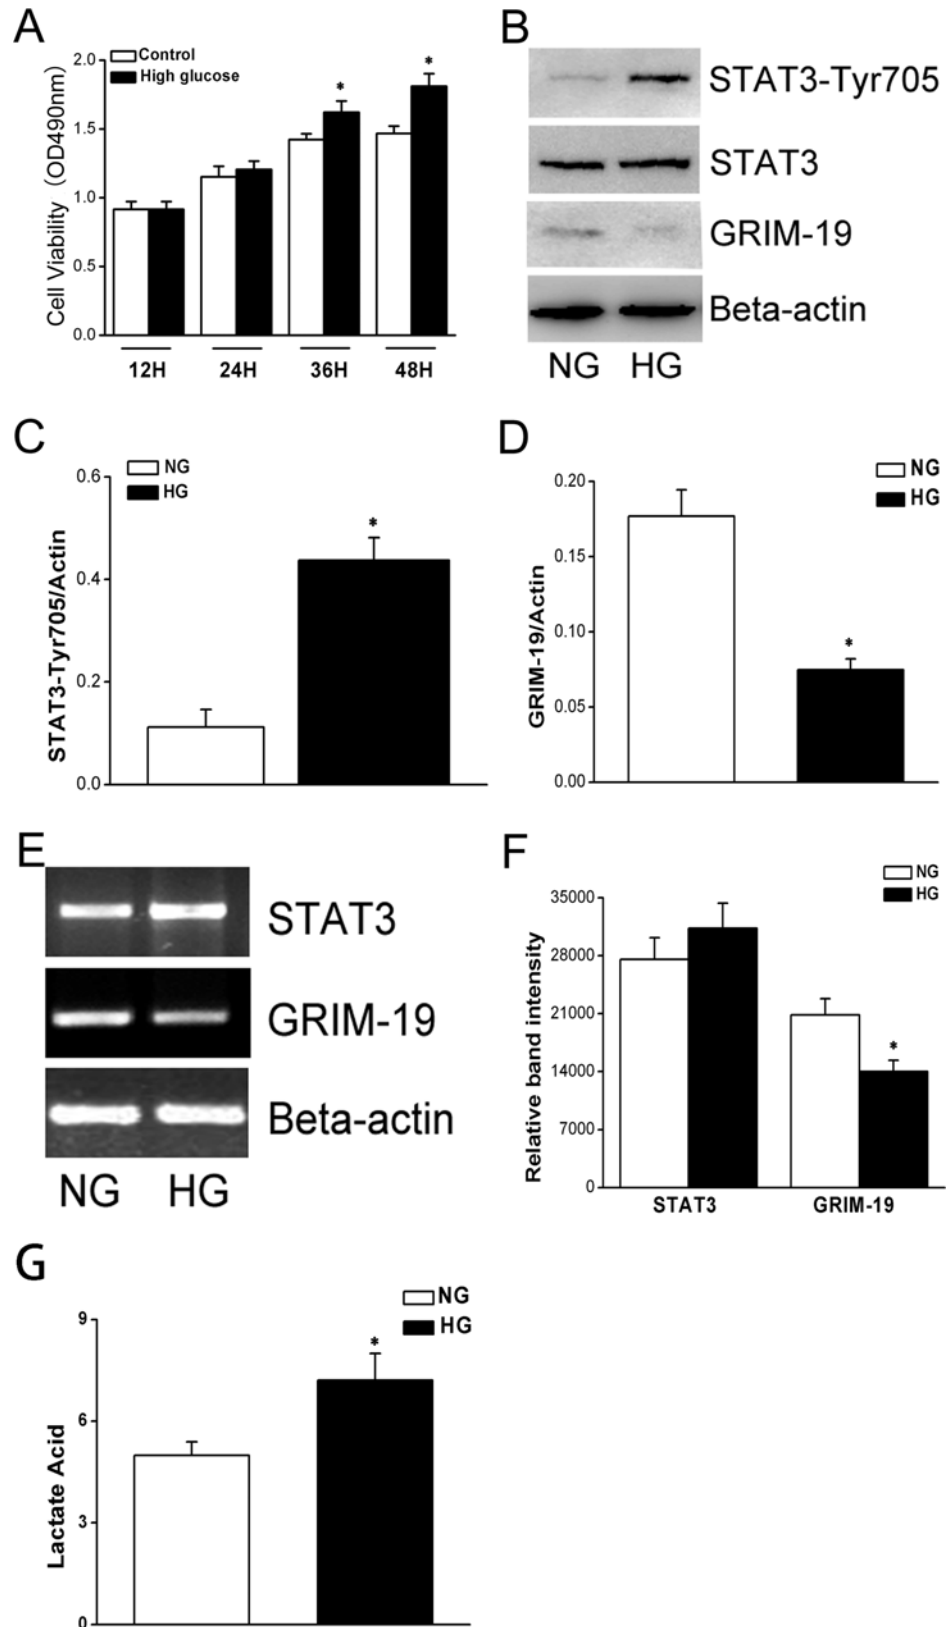 A
Control
High glucose
Cell Viability (OD490nm)
2.0
1.5
1.0
0.5
0.0
*
*
12H
24H
36H
48H
B
STAT3-Tyr705
STAT3
GRIM-19
Beta-actin
NG HG
C
NG
HG
STAT3-Tyr705/Actin
0.6
0.4
0.2
0.0
*
D
NG
HG
GRIM-19/Actin
0.20
0.15
0.10
0.05
0.00
*
E
STAT3
GRIM-19
Beta-actin
NG HG
F
NG
HG
Relative band intensity
35000
28000
21000
14000
7000
0
*
STAT3
GRIM-19
G
NG
HG
Lactate Acid
9
6
3
0
*